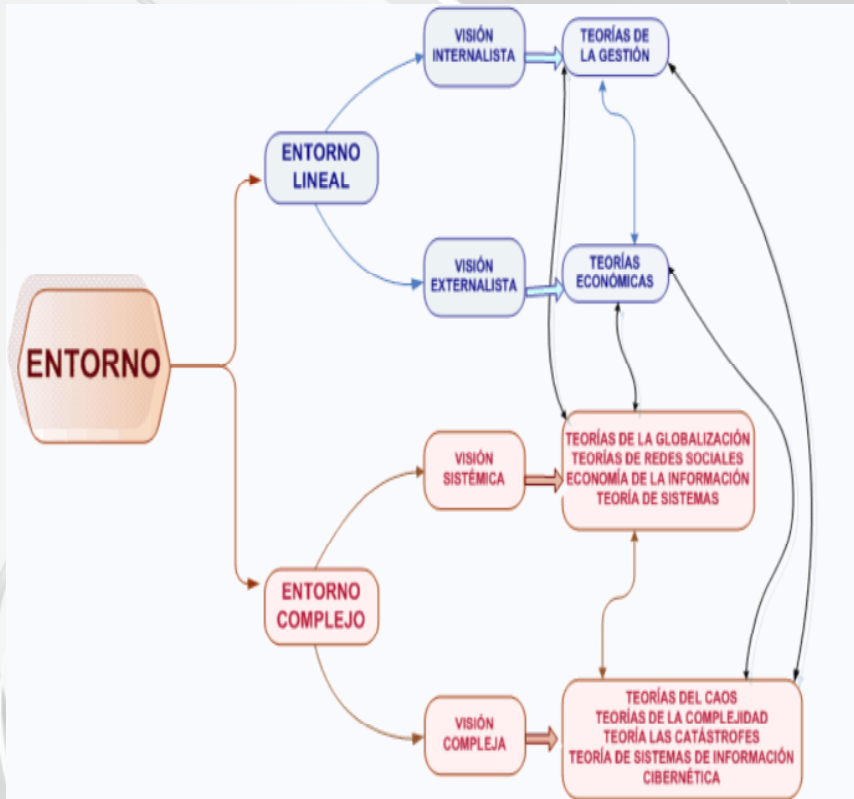 VISIÓN
INTERNALISTA
TEORÍAS DE
LA GESTIÓN
ENTORNO
LINEAL
VISIÓN
EXTERNALISTA
TEORÍAS
ECONÓMICAS
ENTORNO
VISIÓN
SISTÉMICA
TEORÍAS DE LA GLOBALIZACIÓN
TEORÍAS DE REDES SOCIALES
ECONOMÍA DE LA INFORMACIÓN
TEORÍA DE SISTEMAS
ENTORNO
COMPLEJO
VISIÓN
COMPLEJA
TEORÍAS DEL CAOS
TEORÍAS DE LA COMPLEJIDAD
TEORÍA LAS CATÁSTROFES
TEORÍA DE SISTEMAS DE INFORMACIÓN
CIBERNÉTICA